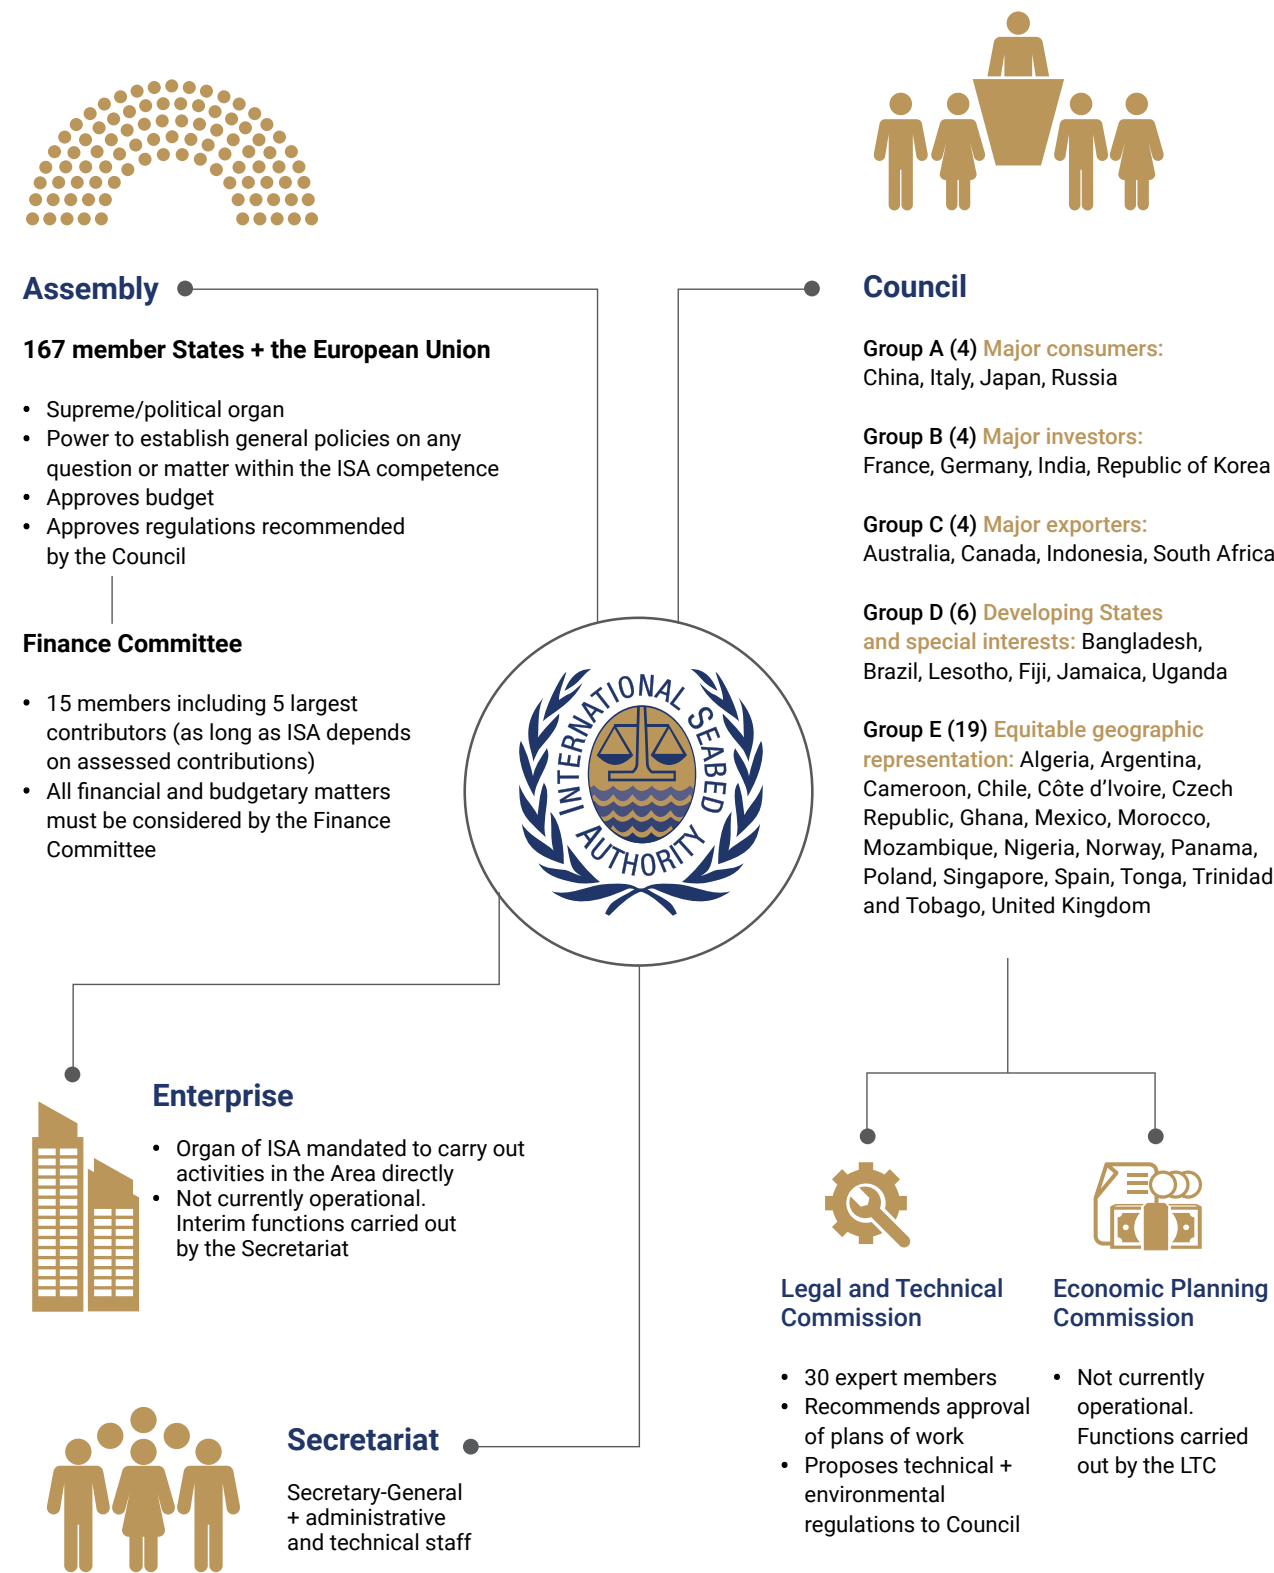 Assembly
167 member States + the European Union
• Supreme/political organ
• Power to establish general policies on any
question or matter within the ISA competence
• Approves budget
• Approves regulations recommended
by the Council
Finance Committee
• 15 members including 5 largest
contributors (as long as ISA depends
on assessed contributions)
• All financial and budgetary matters
must be considered by the Finance
Committee
INTERNATIONAL SEABED
AUTHORITY
Council
Group A (4) Major consumers:
China, Italy, Japan, Russia
Group B (4) Major investors:
France, Germany, India, Republic of Korea
Group C (4) Major exporters:
Australia, Canada, Indonesia, South Africa
Group D (6) Developing States
and special interests: Bangladesh,
Brazil, Lesotho, Fiji, Jamaica, Uganda
Group E (19) Equitable geographic
representation: Algeria, Argentina,
Cameroon, Chile, Côte d’Ivoire, Czech
Republic, Ghana, Mexico, Morocco,
Mozambique, Nigeria, Norway, Panama,
Poland, Singapore, Spain, Tonga, Trinidad
and Tobago, United Kingdom
Enterprise
• Organ of ISA mandated to carry out
activities in the Area directly
• Not currently operational.
Interim functions carried out
by the Secretariat
Secretariat
Secretary-General
+ administrative
and technical staff
Legal and Technical
Commission
• 30 expert members
• Recommends approval
of plans of work
• Proposes technical +
environmental
regulations to Council
Economic Planning
Commission
• Not currently
operational.
Functions carried
out by the LTC